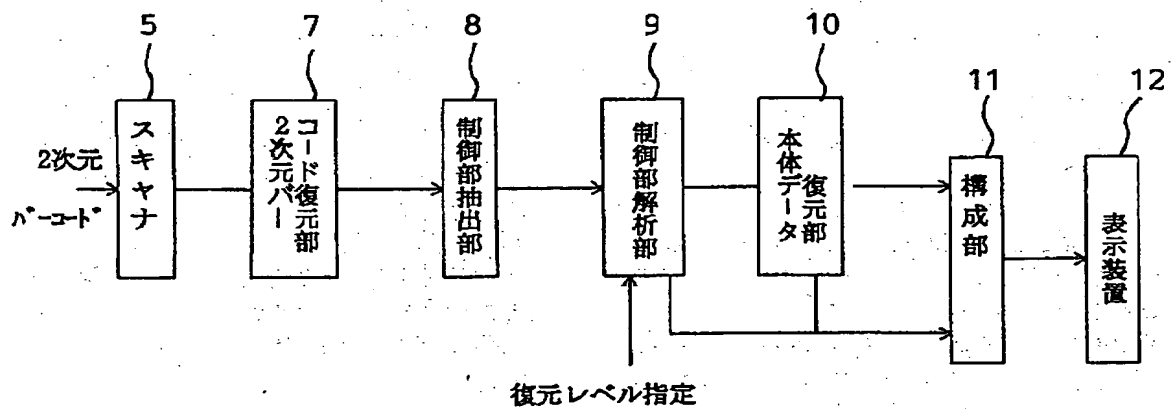 5
7
8
9
10
11
12
2次元
バーコード
スキャナ
2次元バー
コード復元部
制御部抽出部
制御部解析部
本体データ
復元部
構成部
表示装置
復元レベル指定